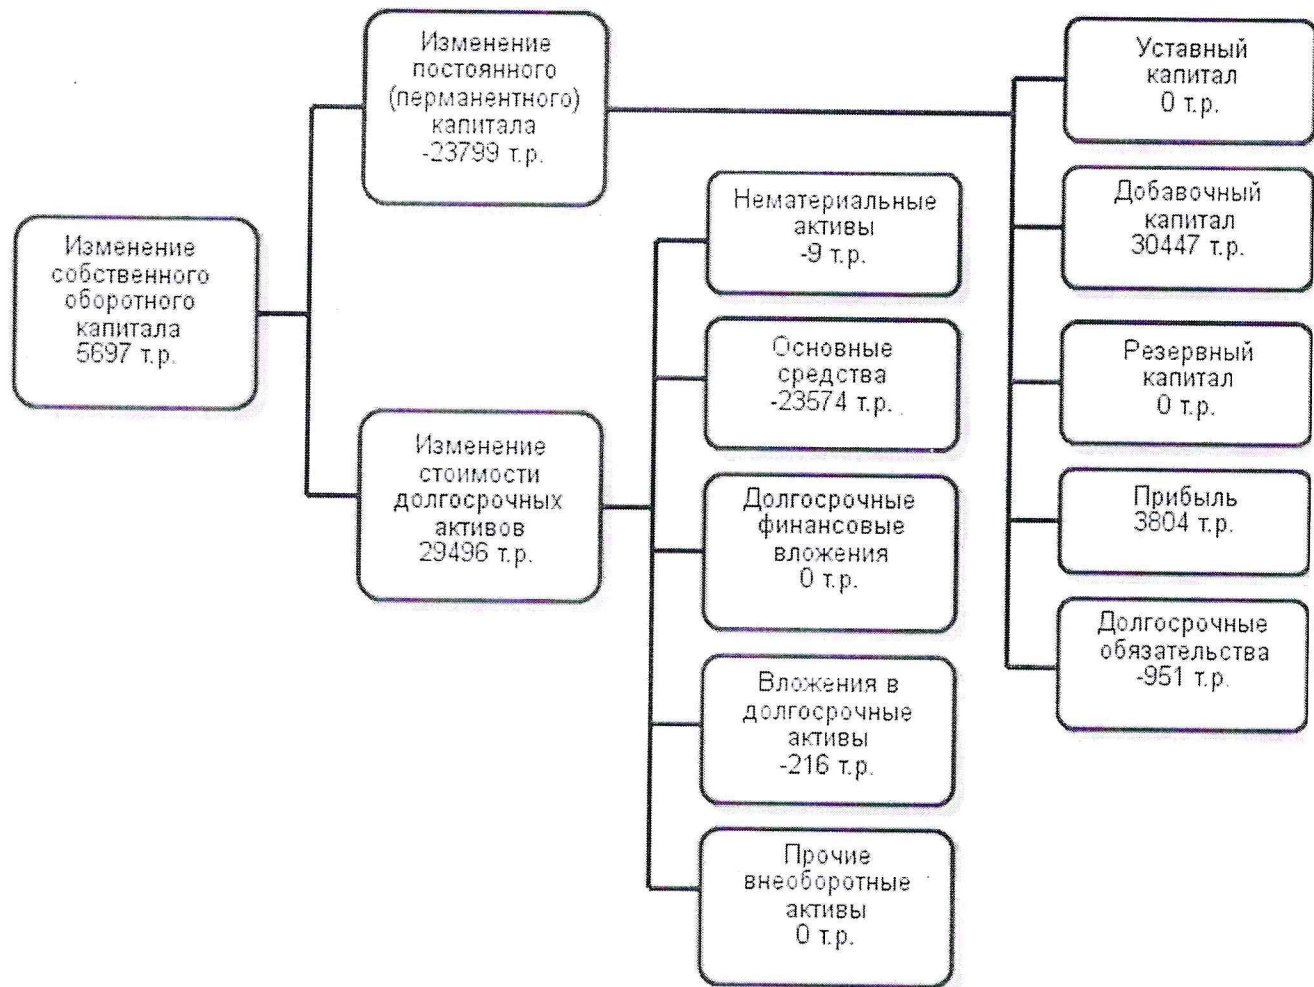 Изменение
собственного
оборотного
капитала
5697 т.р.
Изменение
постоянного
(перманентного)
капитала
-23799 т.р.
Изменение
стоимости
долгосрочных
активов
29496 т.р.
Нематериальные
активы
-9 т.р.
Основные
средства
-23574 т.р.
Долгосрочные
финансовые
вложения
0 т.р.
Вложения в
долгосрочные
активы
-216 т.р.
Прочие
внеоборотные
активы
0 т.р.
Уставный
капитал
0 т.р.
Добавочный
капитал
30447 т.р.
Резервный
капитал
0 т.р.
Прибыль
3804 т.р.
Долгосрочные
обязательства
-951 т.р.